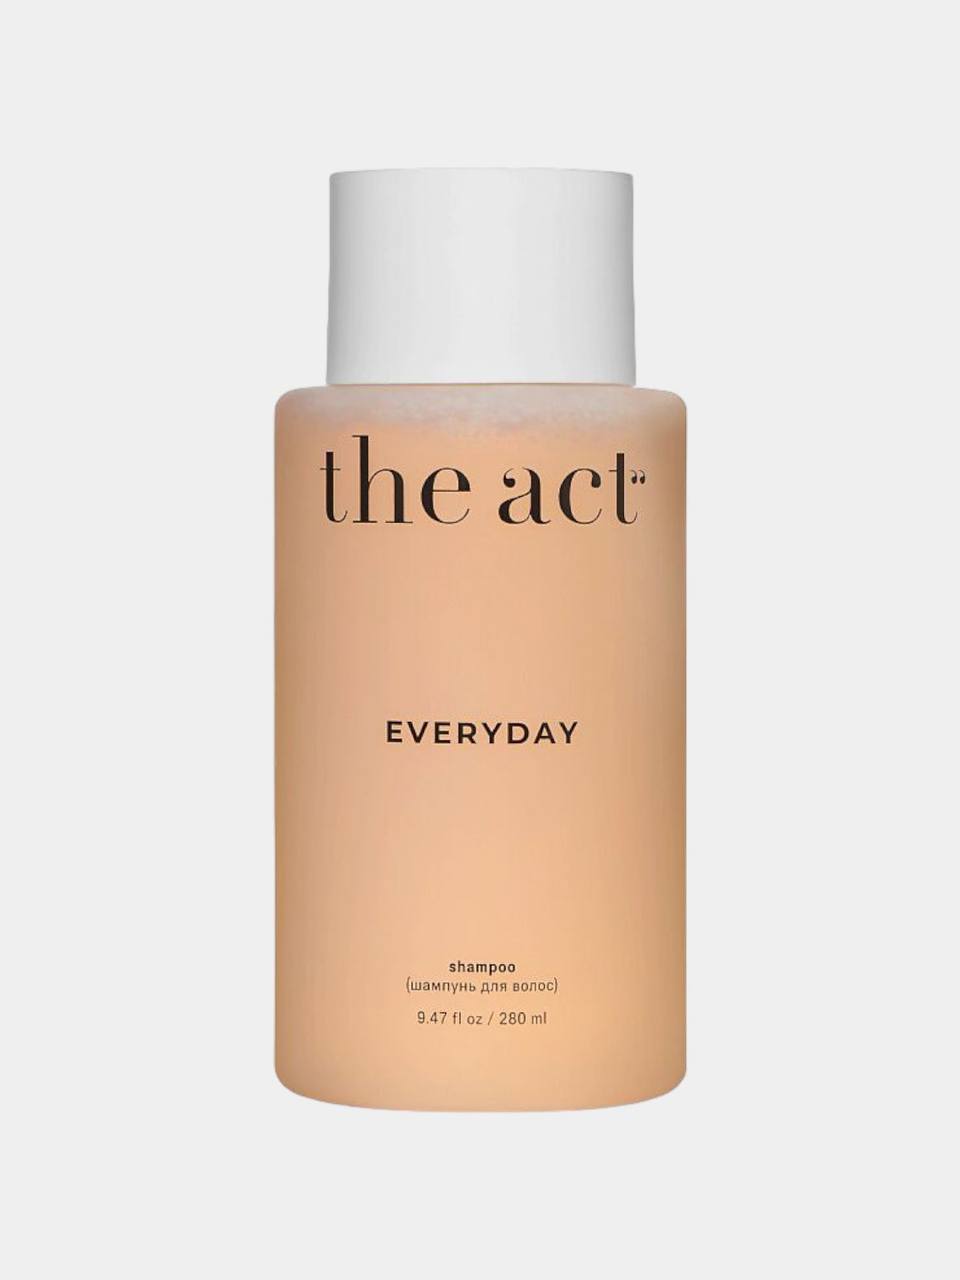 the act”
EVERYDAY
shampoo
(шампунь для волос)
9.47 fl oz / 280 ml